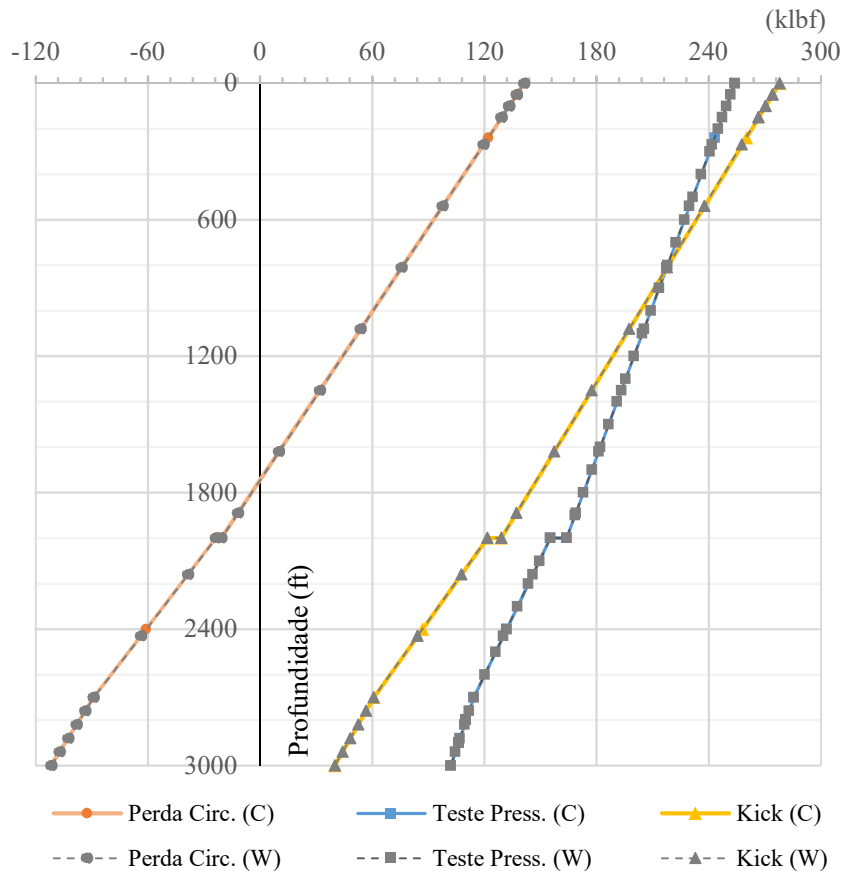 (klbf)
-120 -60 0 60 120 180 240 300
0
600
1200
1800
2400
3000
Profundidade (ft)
Perda Circ. (C) Teste Press. (C) Kick (C)
Perda Circ. (W) Teste Press. (W) Kick (W)